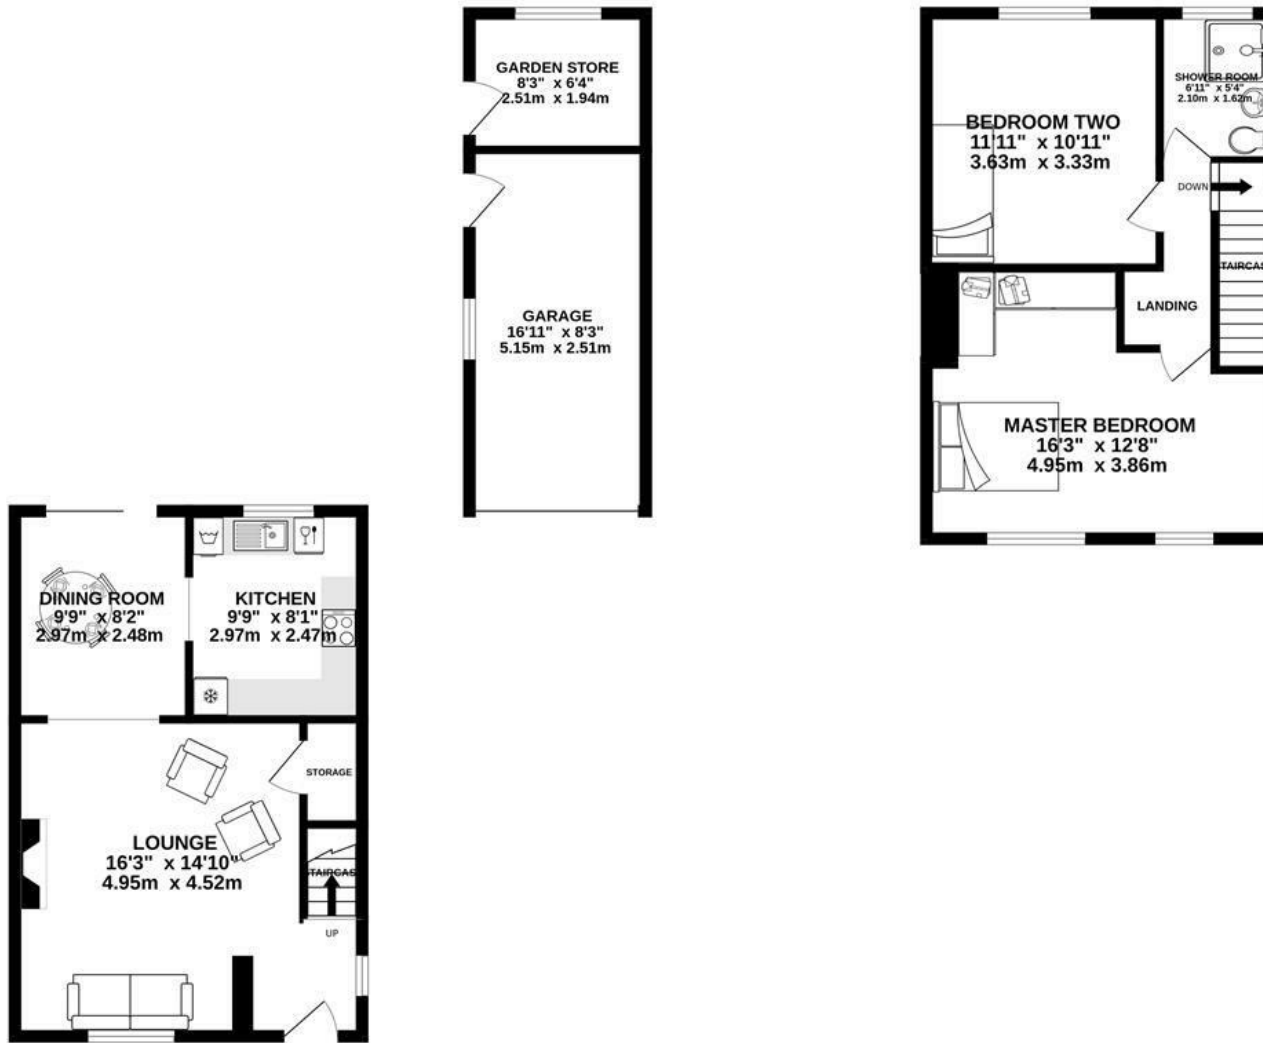 GARDEN STORE
8'3" x 6'4"
2.51m x 1.94m
GARAGE
16'11" x 8'3"
5.15m x 2.51m
SHOWER ROOM
6'11" x 5'4"
2.10m x 1.62m
BEDROOM TWO
11'11" x 10'11"
3.63m x 3.33m
DOWN
TAIRCAS
LANDING
MASTER BEDROOM
16'3" x 12'8"
4.95m x 3.86m
DINING ROOM
9'9" x 8'2"
2.97m x 2.48m
KITCHEN
9'9" x 8'1"
2.97m x 2.47m
STORAGE
LOUNGE
16'3" x 14'10"
4.95m x 4.52m
TAIRCAS
UP